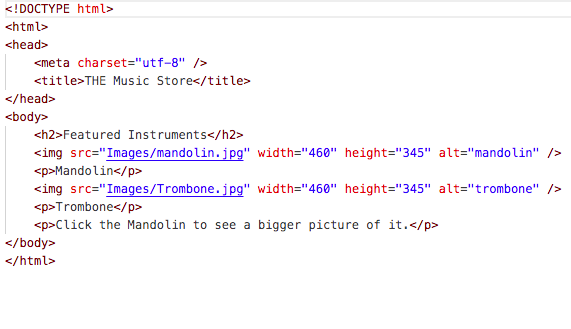 <!DOCTYPE html>
<html>
<head>
<meta charset="utf-8" />
<title>THE Music Store</title>
</head>
<body>
<h2>Featured Instruments</h2>
<img src="Images/mandolin.jpg" width="460" height="345" alt="mandolin" />
<p>Mandolin</p>
<img src="Images/Trombone.jpg" width="460" height="345" alt="trombone" />
<p>Trombone</p>
<p>Click the Mandolin to see a bigger picture of it.</p>
</body>
</html>